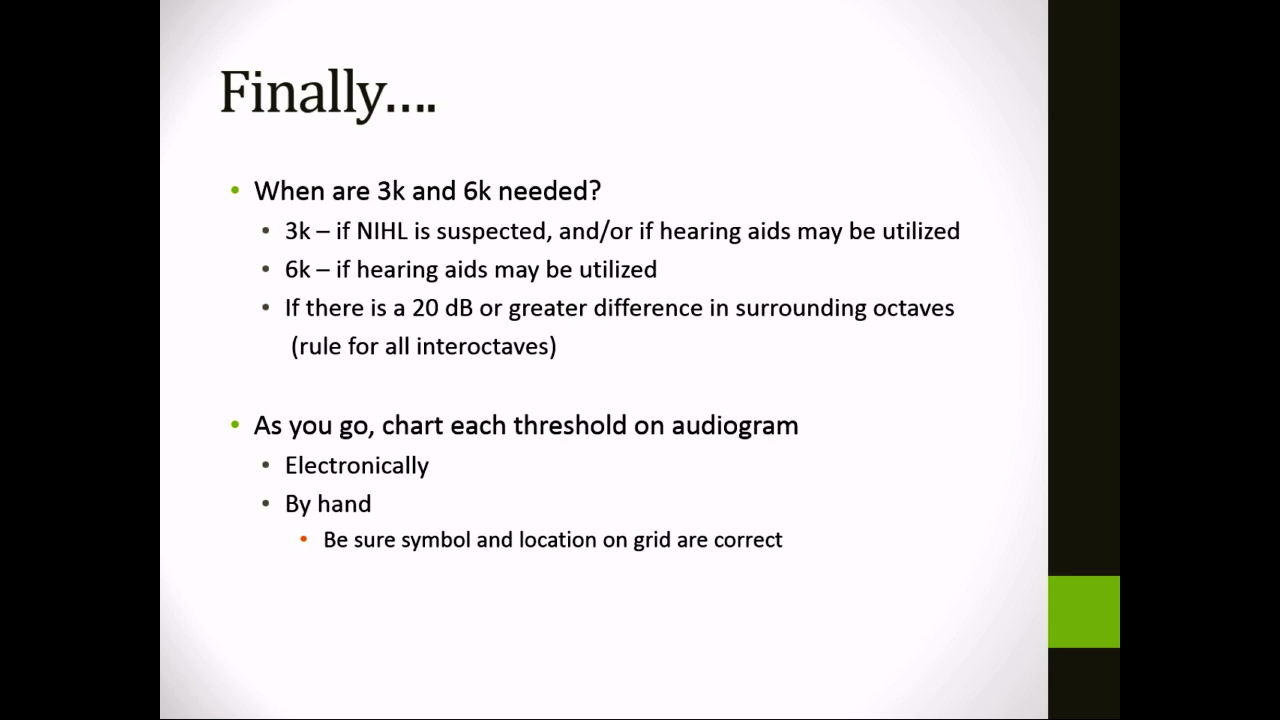 Finally....
• When are 3k and 6k needed?
• 3k – if NIHL is suspected, and/or if hearing aids may be utilized
• 6k – if hearing aids may be utilized
• If there is a 20 dB or greater difference in surrounding octaves
(rule for all interoctaves)
• As you go, chart each threshold on audiogram
• Electronically
• By hand
• Be sure symbol and location on grid are correct